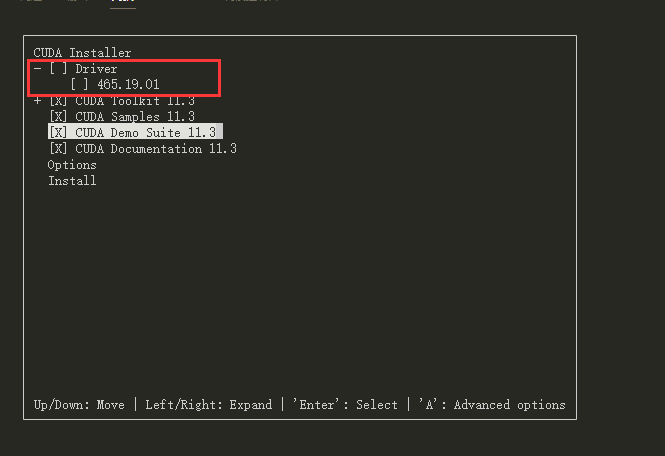 CUDA Installer
- [ ] Driver
[ ] 465.19.01
+ [X] CUDA Toolkit 11.3
[X] CUDA Samples 11.3
[X] CUDA Demo Suite 11.3
[X] CUDA Documentation 11.3
Options
Install
Up/Down: Move | Left/Right: Expand | 'Enter': Select | 'A': Advanced options